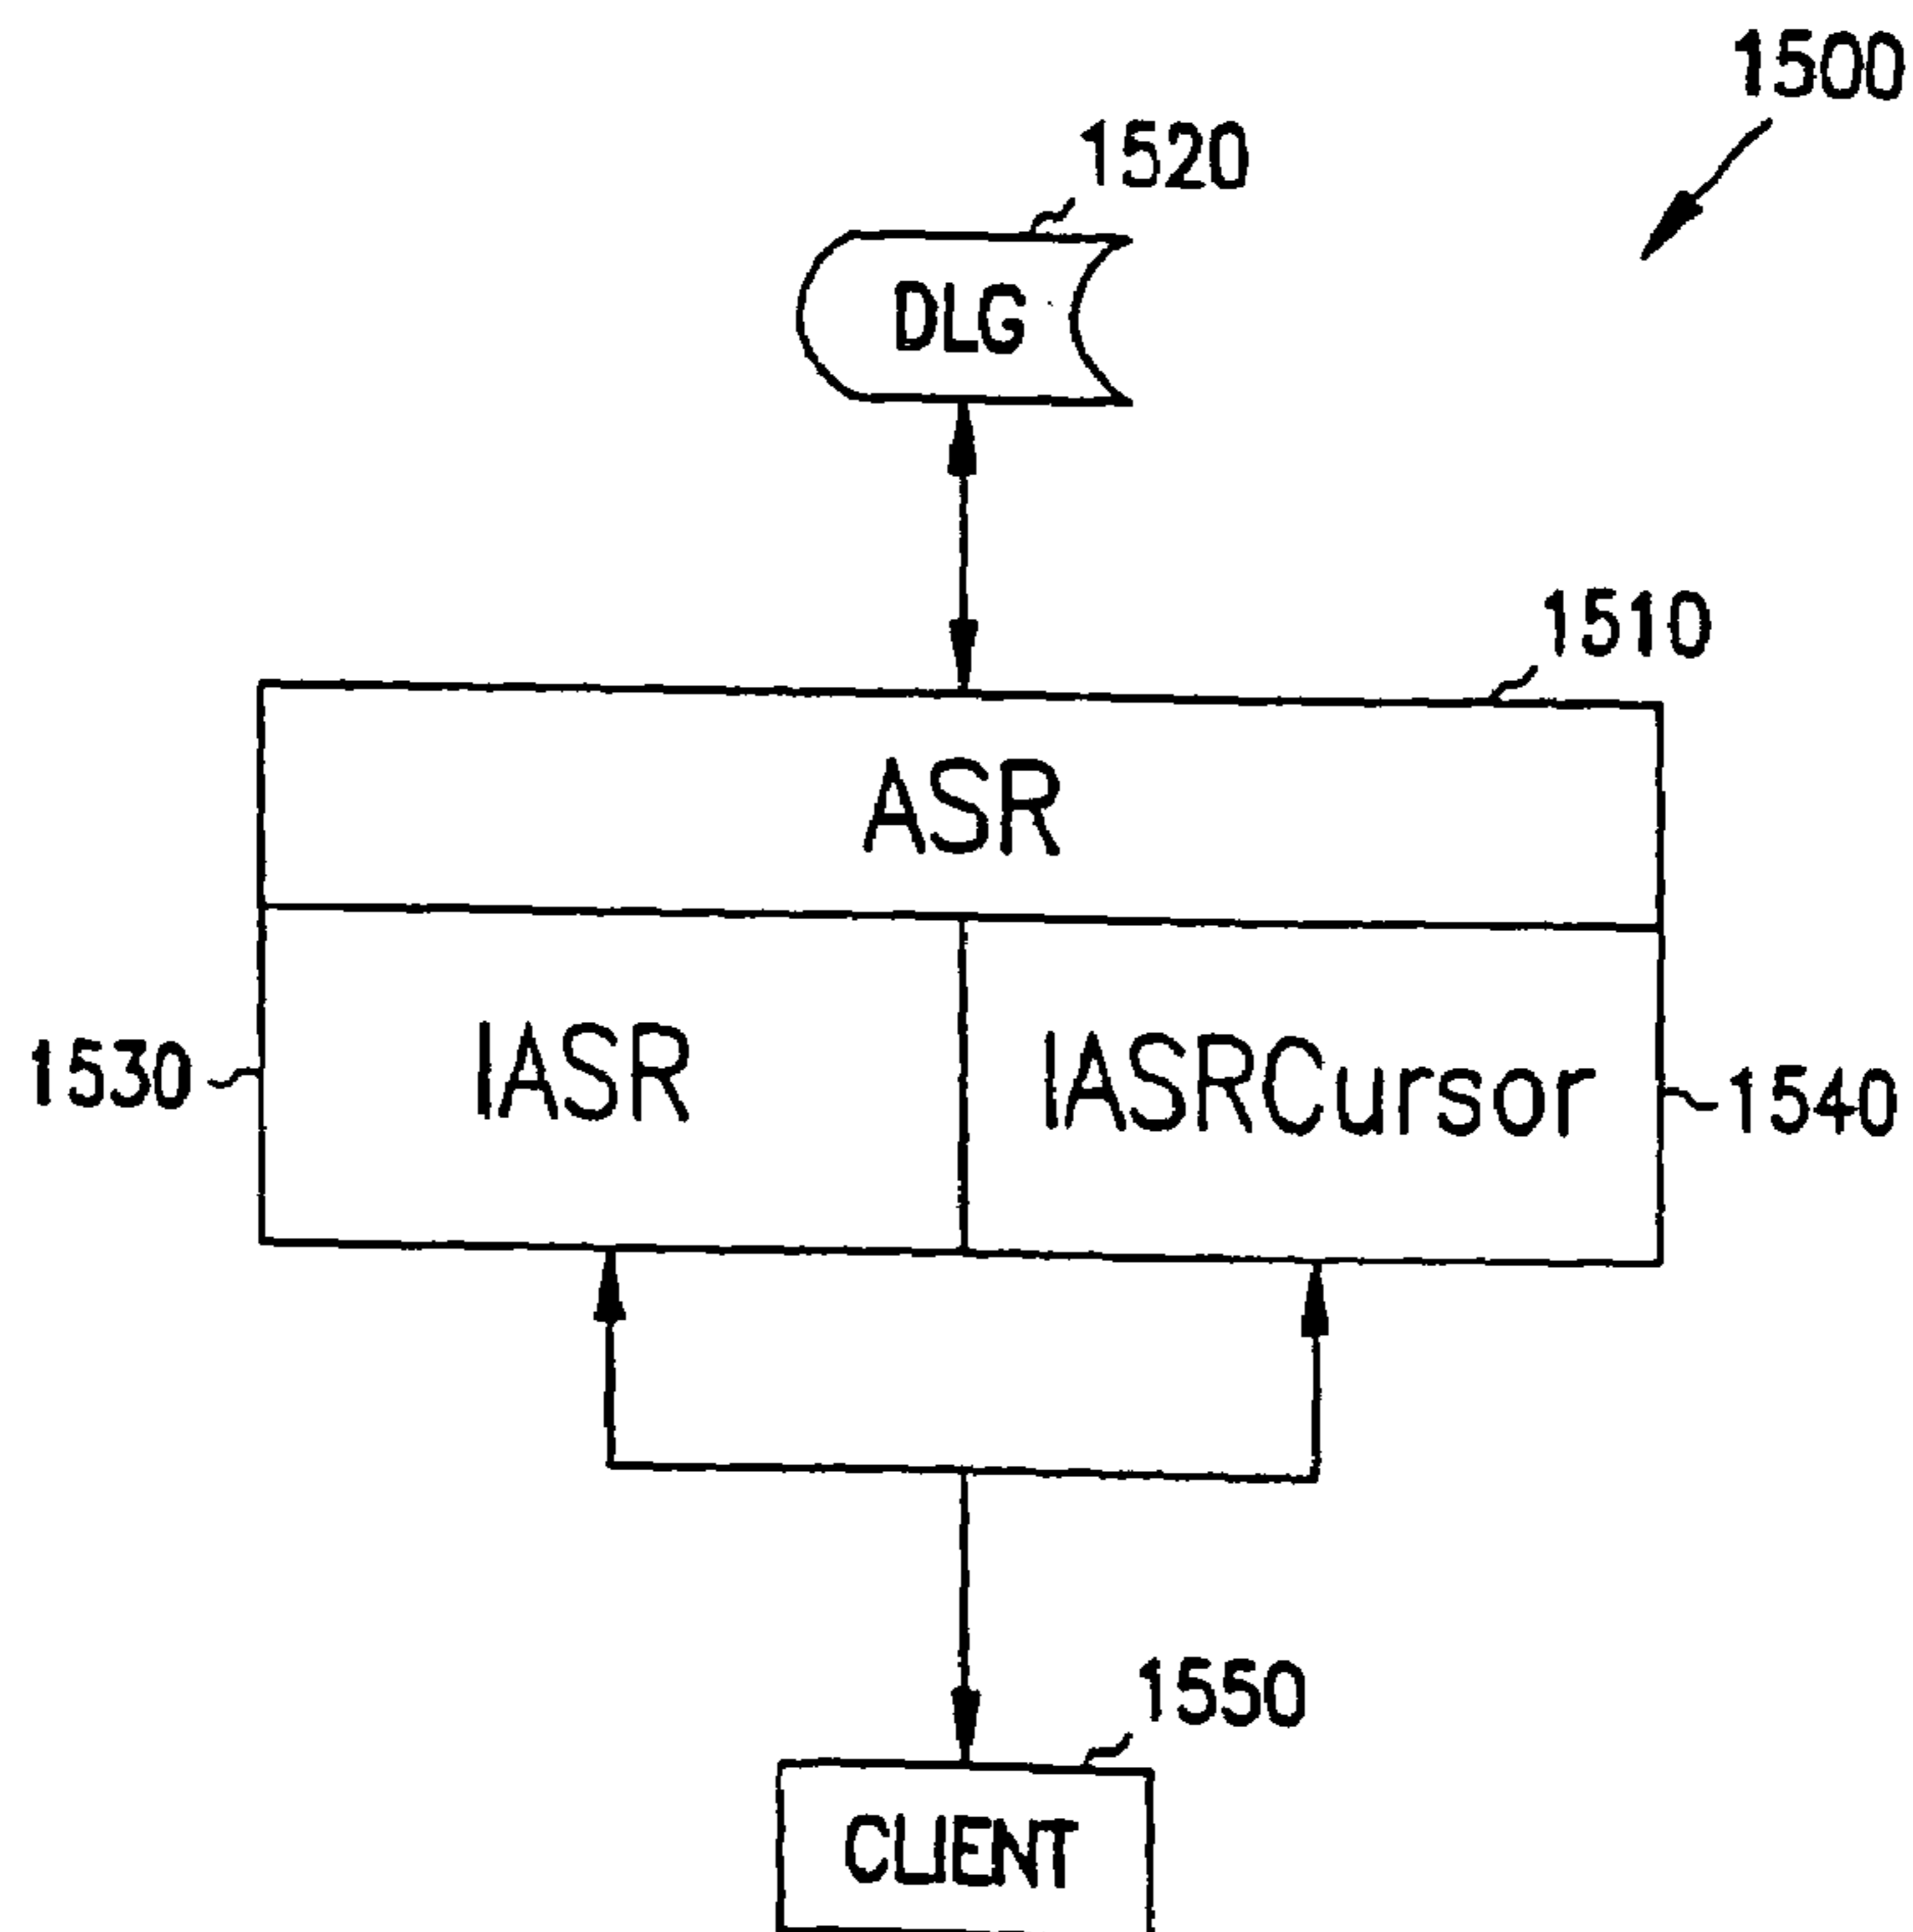 1500
1520
DLG
1510
ASR
1530
IASR
IASRCursor
1540
1550
CLIENT